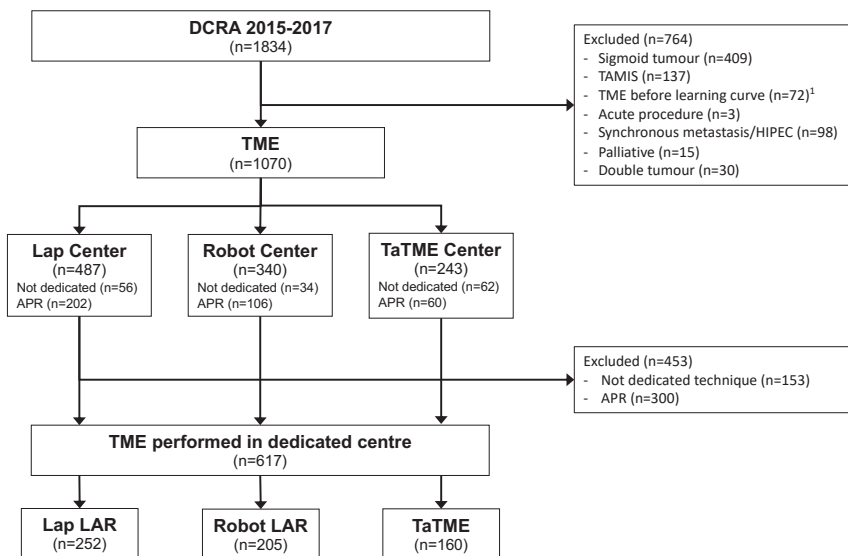 DCRA 2015-2017
(n=1834)
Excluded (n=764)
- Sigmoid tumour (n=409)
- TAMIS (n=137)
- TME before learning curve (n=72)¹
- Acute procedure (n=3)
- Synchronous metastasis/HIPEC (n=98)
- Palliative (n=15)
- Double tumour (n=30)
TME
(n=1070)
Lap Center
(n=487)
Not dedicated (n=56)
APR (n=202)
Robot Center
(n=340)
Not dedicated (n=34)
APR (n=106)
TaTME Center
(n=243)
Not dedicated (n=62)
APR (n=60)
Excluded (n=453)
- Not dedicated technique (n=153)
- APR (n=300)
TME performed in dedicated centre
(n=617)
Lap LAR
(n=252)
Robot LAR
(n=205)
TaTME
(n=160)